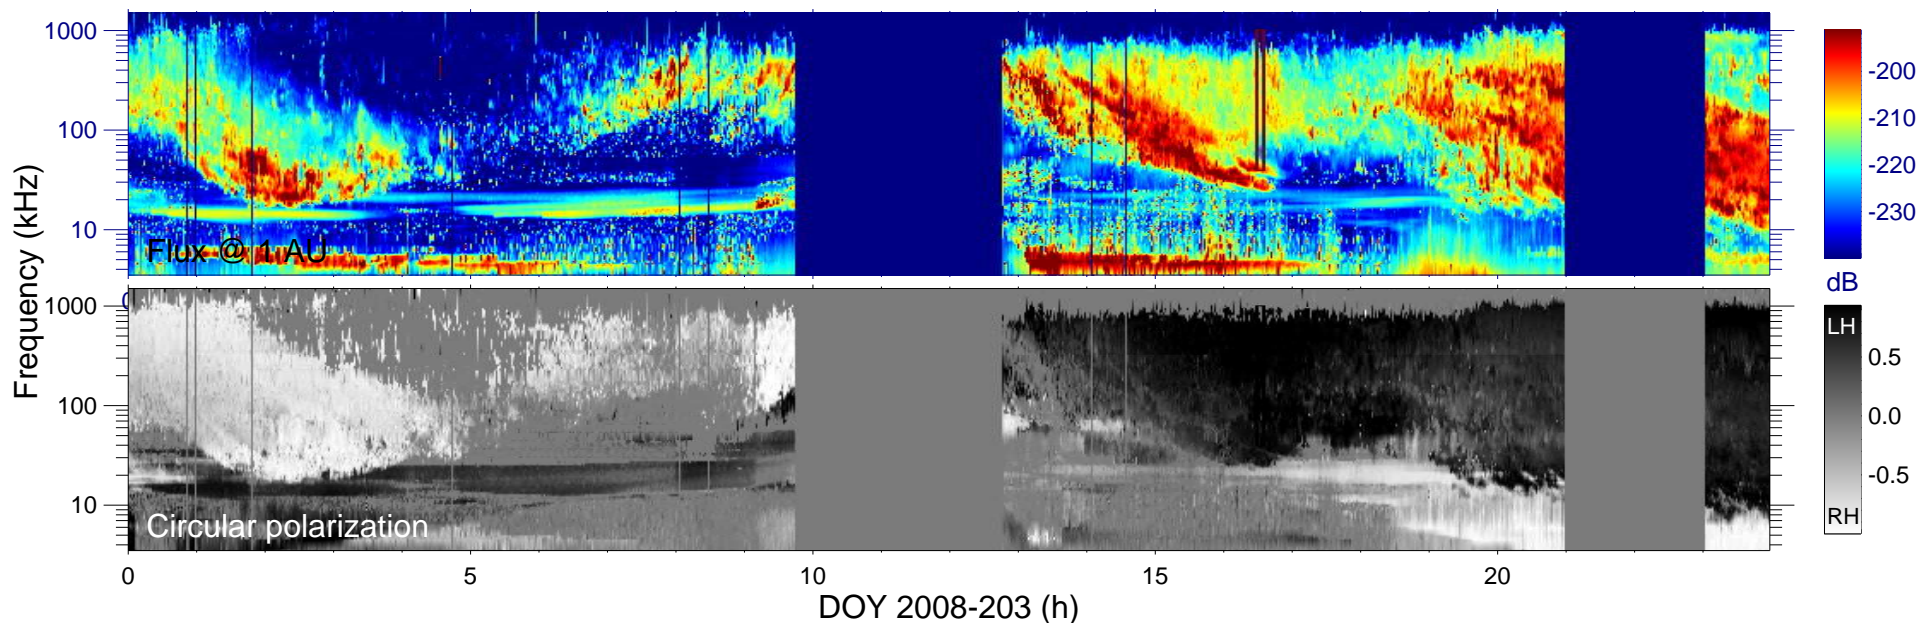 1000
100
10
Frequency (kHz)
Flux @ 1 AU
-200
-210
-220
-230
dB
0
1000
100
10
Circular polarization
LH
0.5
0.0
-0.5
RH
0
5
10
15
20
DOY 2008-203 (h)